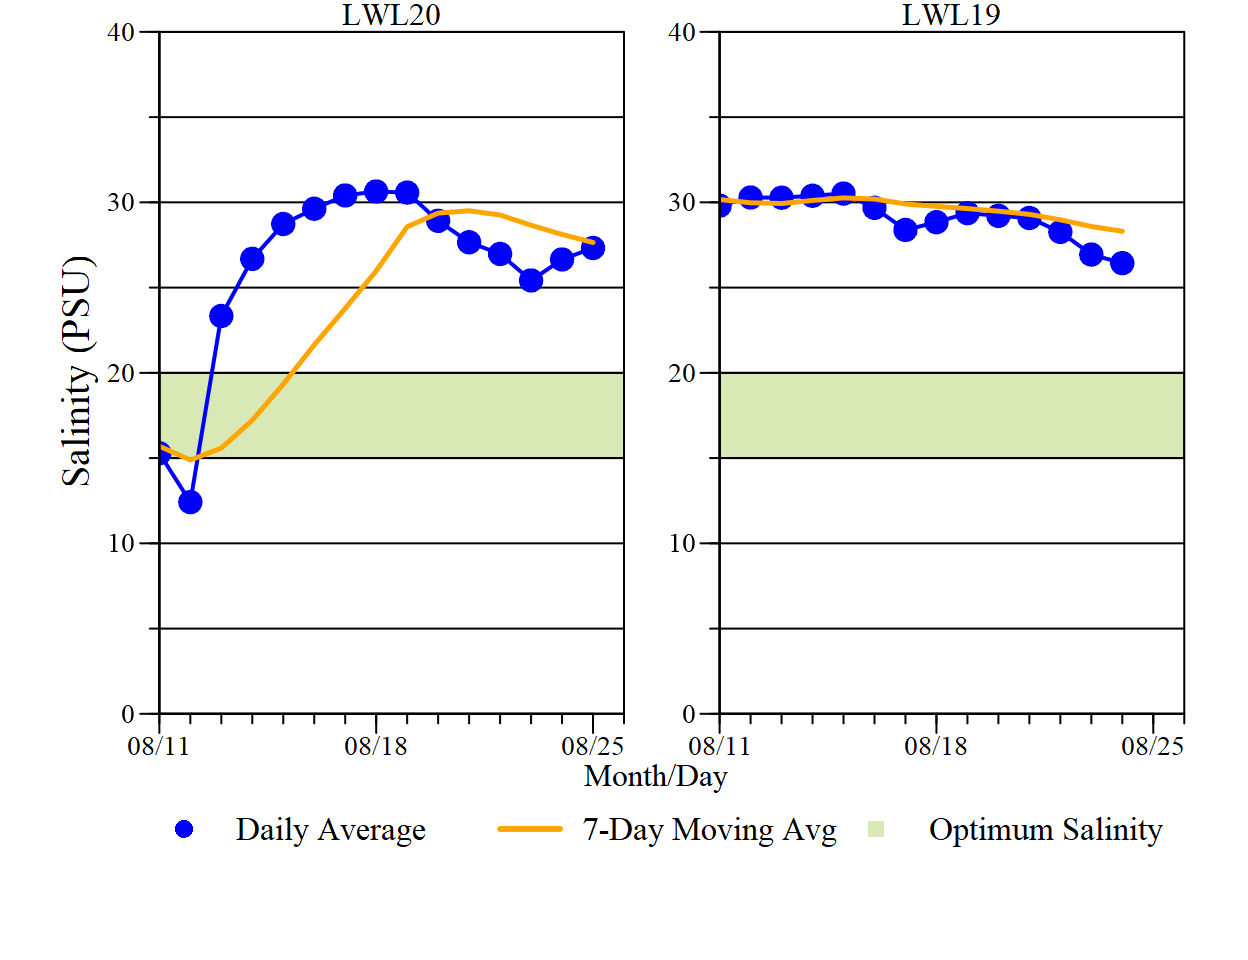 LWL20 LWL19
40 40
30 30
20 20
10 10
0 0
Salinity (PSU)
08/11 08/18 08/25 08/11 08/18 08/25
Month/Day
Daily Average 7-Day Moving Avg Optimum Salinity